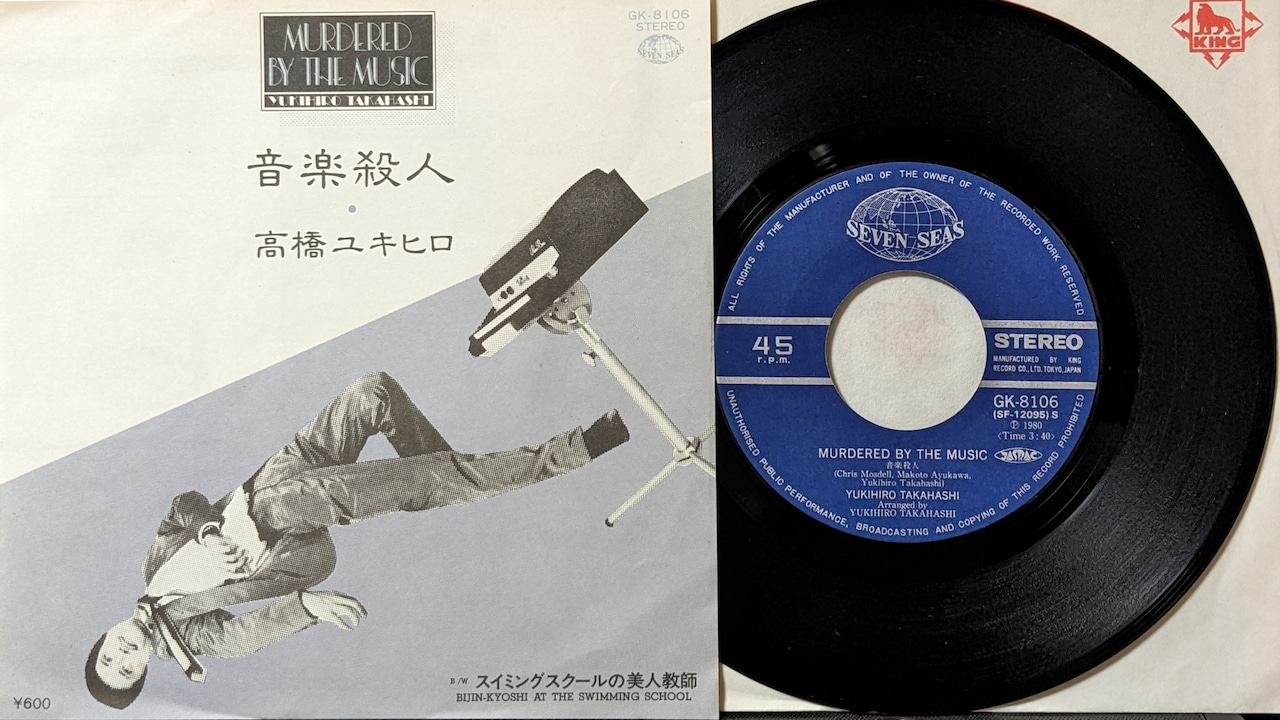 MURDERED
BY THE MUSIC
YUKIHIRO TAKAHASHI
GK-8106
STEREO
SEVEN SEAS
音楽殺人
高橋ユキヒロ
B/W スイミングスクールの美人教師
BIJIN-KYOSHI AT THE SWIMMING SCHOOL
¥600
KING
ALL RIGHTS OF THE MANUFACTURER AND OF THE OWNER OF THE RECORDED WORK RESERVED
SEVEN SEAS
45
r.p.m.
STEREO
MANUFACTURED BY KING
RECORD CO., LTD. TOKYO, JAPAN
GK-8106
(SF-12095) S
Ⓟ 1980
〈Time 3:40〉
MURDERED BY THE MUSIC
JASRAC
音楽殺人
(Chris Mosdell, Makoto Ayukawa,
Yukihiro Takahashi)
YUKIHIRO TAKAHASHI
Arranged by
YUKIHIRO TAKAHASHI
UNAUTHORISED PUBLIC PERFORMANCE, BROADCASTING AND COPYING OF THIS RECORD PROHIBITED